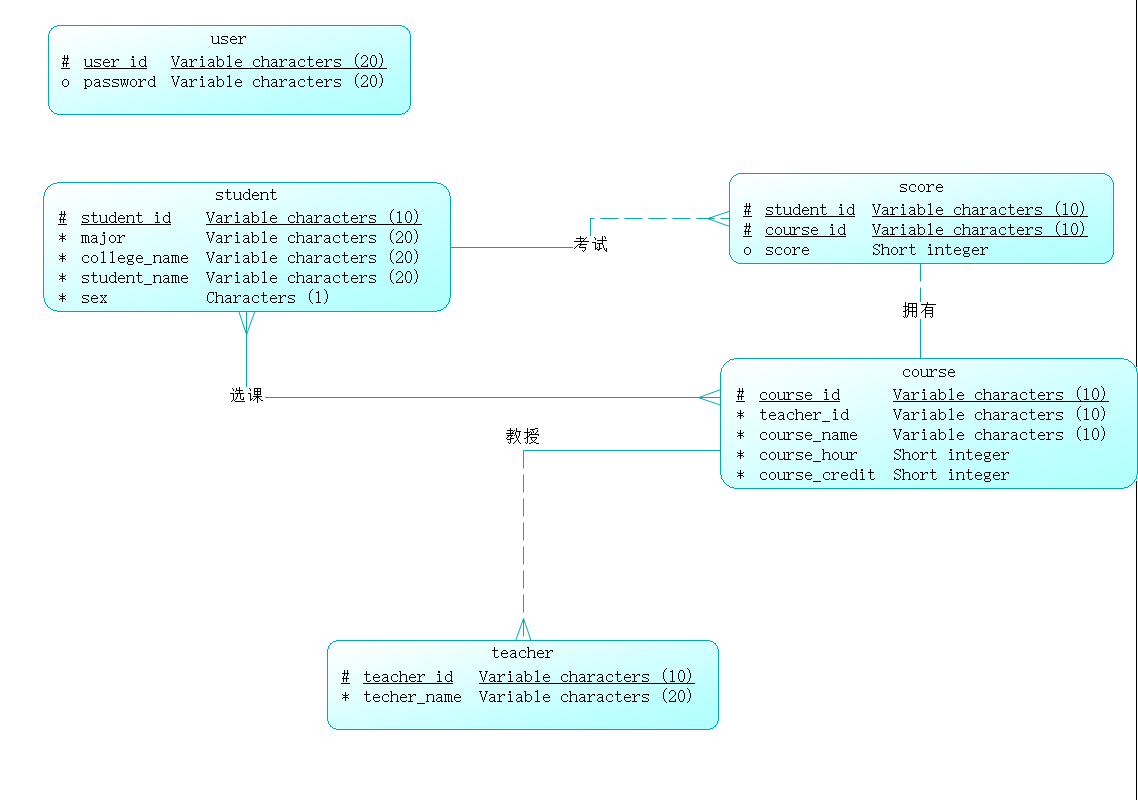 user
# user_id Variable characters (20)
o password Variable characters (20)
student
# student_id Variable characters (10)
* major Variable characters (20)
* college_name Variable characters (20)
* student_name Variable characters (20)
* sex Characters (1)
考试
score
# student_id Variable characters (10)
# course_id Variable characters (10)
o score Short integer
拥有
选课
course
# course_id Variable characters (10)
* teacher_id Variable characters (10)
* course_name Variable characters (10)
* course_hour Short integer
* course_credit Short integer
教授
teacher
# teacher_id Variable characters (10)
* techer_name Variable characters (20)